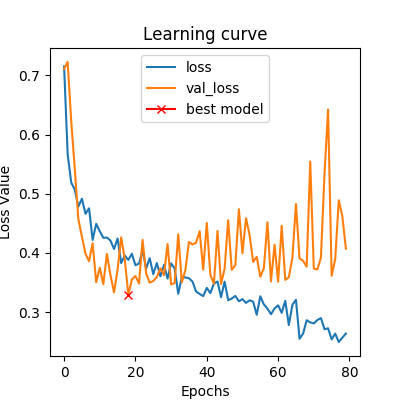 Learning curve
loss
val_loss
best model
0.7
0.6
0.5
0.4
0.3
Loss Value
0 20 40 60 80
Epochs